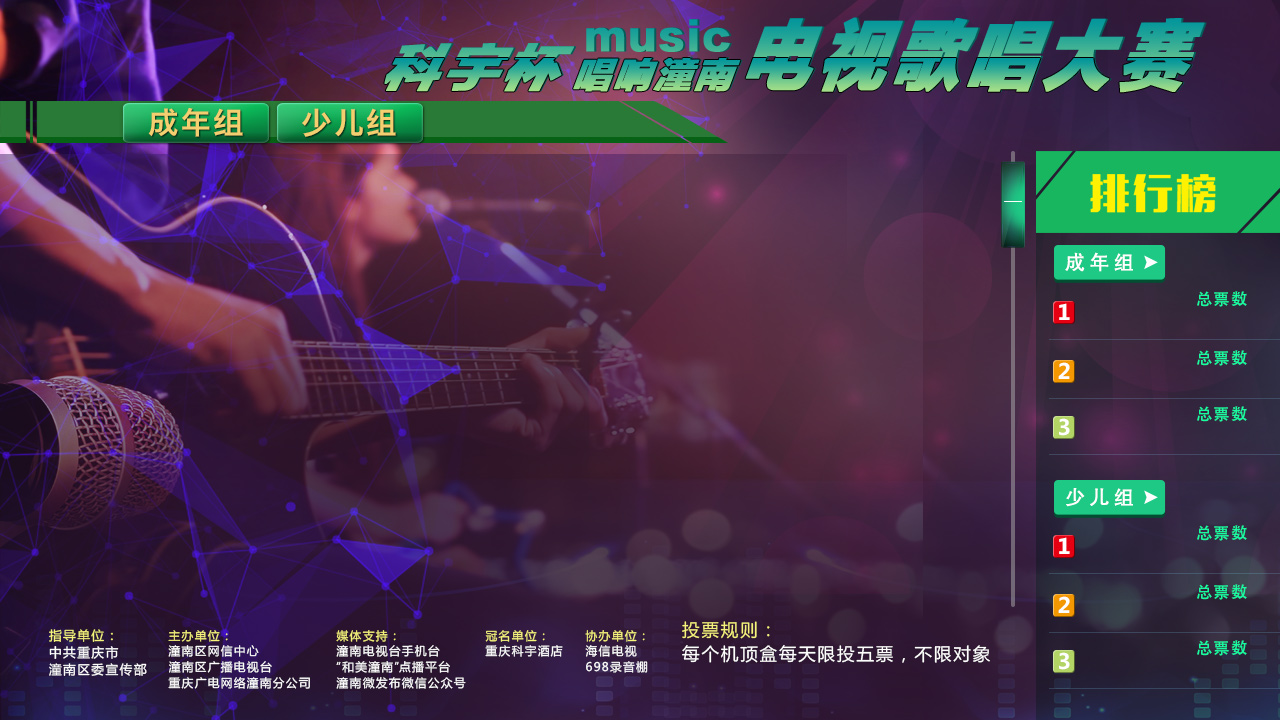 科宇杯 music 唱响潼南 电视歌唱大赛
成年组 少儿组
排行榜
成年组
总票数
1
总票数
2
总票数
3
少儿组
总票数
1
总票数
2
总票数
3
指导单位：
中共重庆市
潼南区委宣传部
主办单位：
潼南区网信中心
潼南区广播电视台
重庆广电网络潼南分公司
媒体支持：
潼南电视台手机台
“和美潼南”点播平台
潼南微发布微信公众号
冠名单位：
重庆科宇酒店
协办单位：
海信电视
698录音棚
投票规则：
每个机顶盒每天限投五票，不限对象